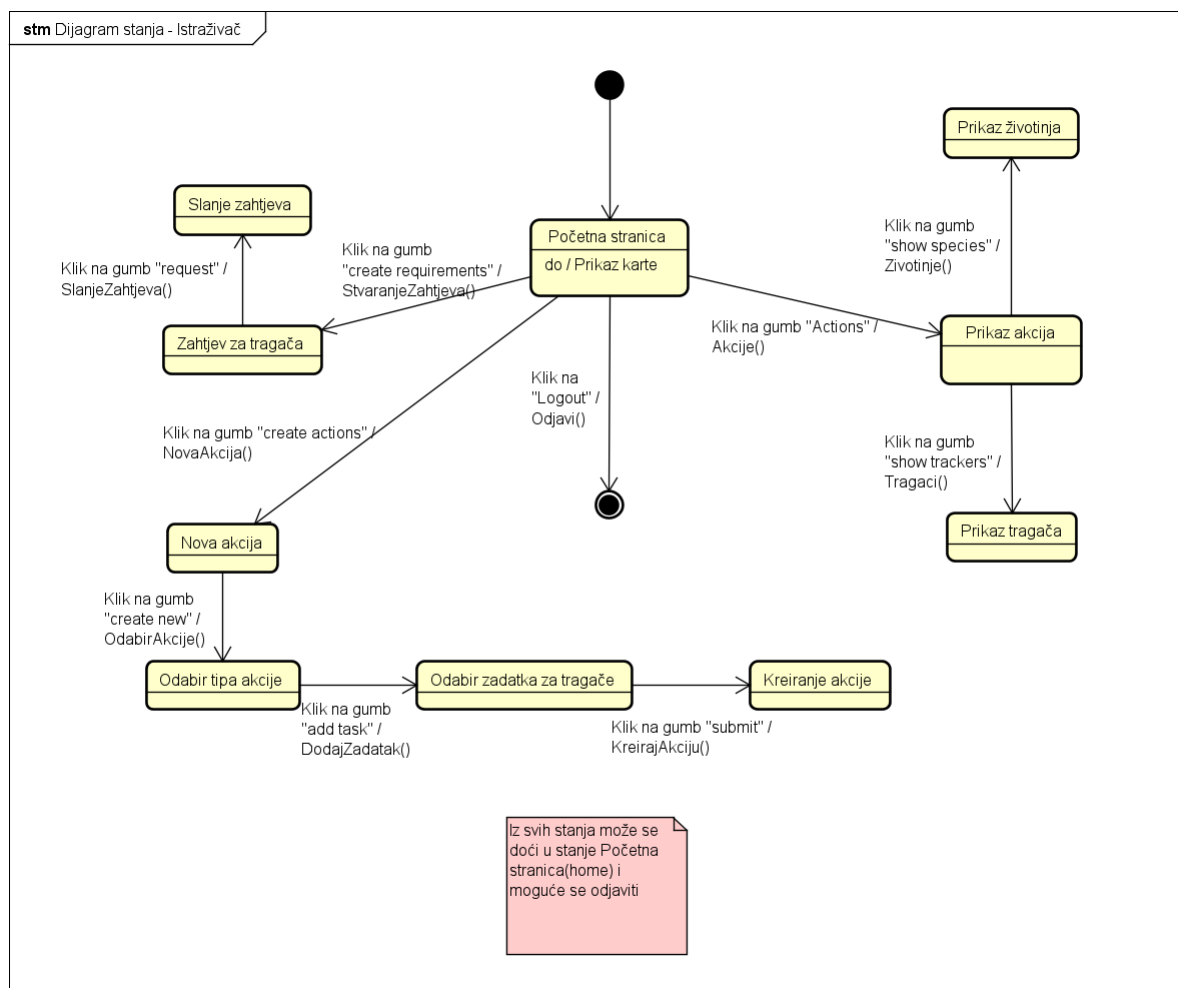 stm Dijagram stanja - Istraživač
Prikaz životinja
Slanje zahtjeva
Klik na gumb
"show species" /
Zivotinje()
Početna stranica
do / Prikaz karte
Klik na gumb
"create requirements" /
StvaranjeZahtjeva()
Klik na gumb "request" /
SlanjeZahtjeva()
Zahtjev za tragača
Klik na gumb "Actions" /
Akcije()
Prikaz akcija
Klik na
"Logout" /
Odjavi()
Klik na gumb "create actions" /
NovaAkcija()
Klik na gumb
"show trackers" /
Tragaci()
Prikaz tragača
Nova akcija
Klik na gumb
"create new" /
OdabirAkcije()
Odabir tipa akcije
Odabir zadatka za tragače
Kreiranje akcije
Klik na gumb
"add task" /
DodajZadatak()
Klik na gumb "submit" /
KreirajAkciju()
Iz svih stanja može se
doći u stanje Početna
stranica(home) i
moguće se odjaviti